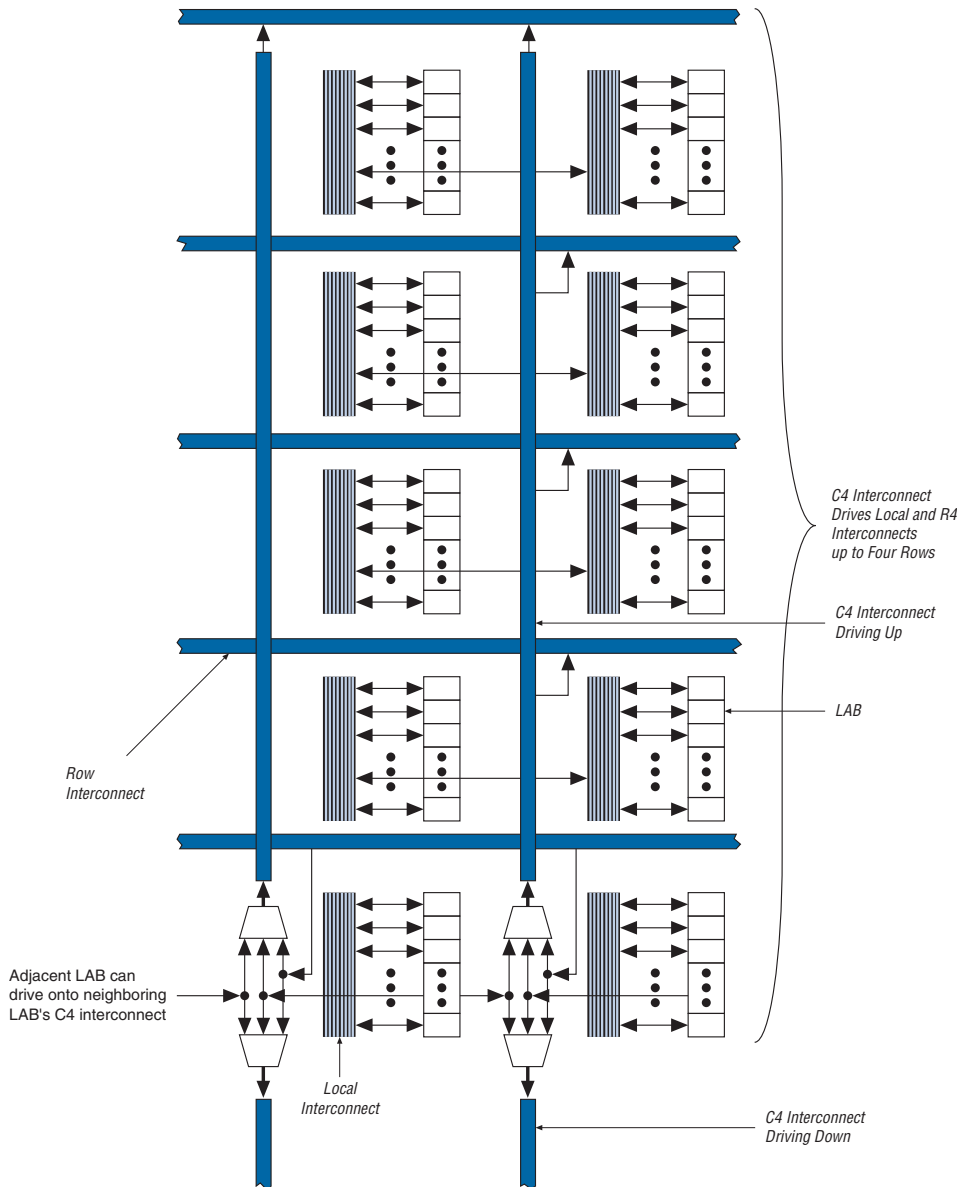 C4 Interconnect
Drives Local and R4
Interconnects
up to Four Rows
C4 Interconnect
Driving Up
LAB
Row
Interconnect
Adjacent LAB can
drive onto neighboring
LAB's C4 interconnect
Local
Interconnect
C4 Interconnect
Driving Down